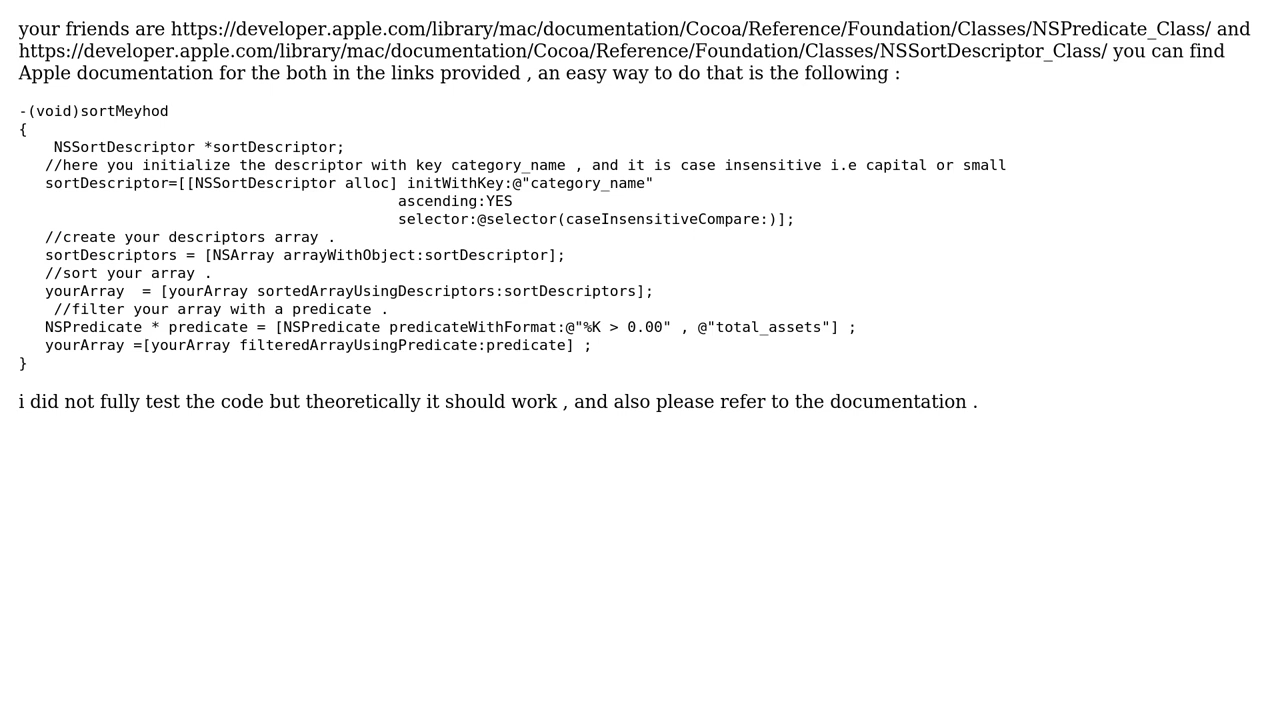 your friends are https://developer.apple.com/library/mac/documentation/Cocoa/Reference/Foundation/Classes/NSPredicate_Class/ and
https://developer.apple.com/library/mac/documentation/Cocoa/Reference/Foundation/Classes/NSSortDescriptor_Class/ you can find
Apple documentation for the both in the links provided , an easy way to do that is the following :
-(void)sortMeyhod
{
    NSSortDescriptor *sortDescriptor;
   //here you initialize the descriptor with key category_name , and it is case insensitive i.e capital or small
   sortDescriptor=[[NSSortDescriptor alloc] initWithKey:@"category_name"
                                           ascending:YES
                                           selector:@selector(caseInsensitiveCompare:)];
   //create your descriptors array .
   sortDescriptors = [NSArray arrayWithObject:sortDescriptor];
   //sort your array .
   yourArray  = [yourArray sortedArrayUsingDescriptors:sortDescriptors];
    //filter your array with a predicate .
   NSPredicate * predicate = [NSPredicate predicateWithFormat:@"%K > 0.00" , @"total_assets"] ;
   yourArray =[yourArray filteredArrayUsingPredicate:predicate] ;
}
i did not fully test the code but theoretically it should work , and also please refer to the documentation .